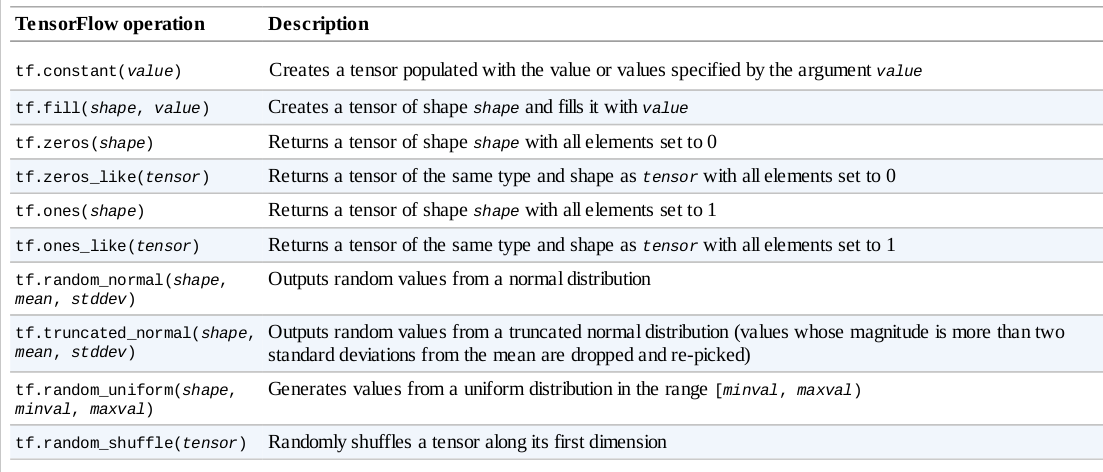 TensorFlow operation Description
tf.constant(value) Creates a tensor populated with the value or values specified by the argument value
tf.fill(shape, value) Creates a tensor of shape shape and fills it with value
tf.zeros(shape) Returns a tensor of shape shape with all elements set to 0
tf.zeros_like(tensor) Returns a tensor of the same type and shape as tensor with all elements set to 0
tf.ones(shape) Returns a tensor of shape shape with all elements set to 1
tf.ones_like(tensor) Returns a tensor of the same type and shape as tensor with all elements set to 1
tf.random_normal(shape, Outputs random values from a normal distribution
mean, stddev)
tf.truncated_normal(shape, Outputs random values from a truncated normal distribution (values whose magnitude is more than two
mean, stddev) standard deviations from the mean are dropped and re-picked)
tf.random_uniform(shape, Generates values from a uniform distribution in the range [minval, maxval)
minval, maxval)
tf.random_shuffle(tensor) Randomly shuffles a tensor along its first dimension